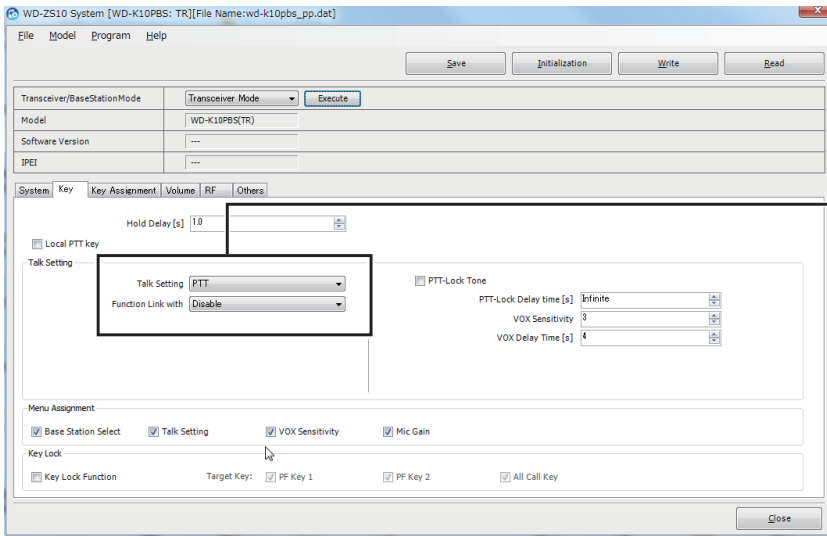 WD-ZS10 System [WD-K10PBS: TR][File Name:wd-k10pbs_pp.dat]
File Model Program Help
Save Initialization Write Read
Transceiver/BaseStationMode Transceiver Mode Execute
Model WD-K10PBS(TR)
Software Version ---
IPEI ---
System Key Key Assignment Volume RF Others
Hold Delay [s] 1.0
Local PTT key
Talk Setting
Talk Setting PTT
Function Link with Disable
PTT-Lock Tone
PTT-Lock Delay time [s] Infinite
VOX Sensitivity 3
VOX Delay Time [s] 4
Menu Assignment
Base Station Select Talk Setting VOX Sensitivity Mic Gain
Key Lock
Key Lock Function Target Key: PF Key 1 PF Key 2 All Call Key
Close